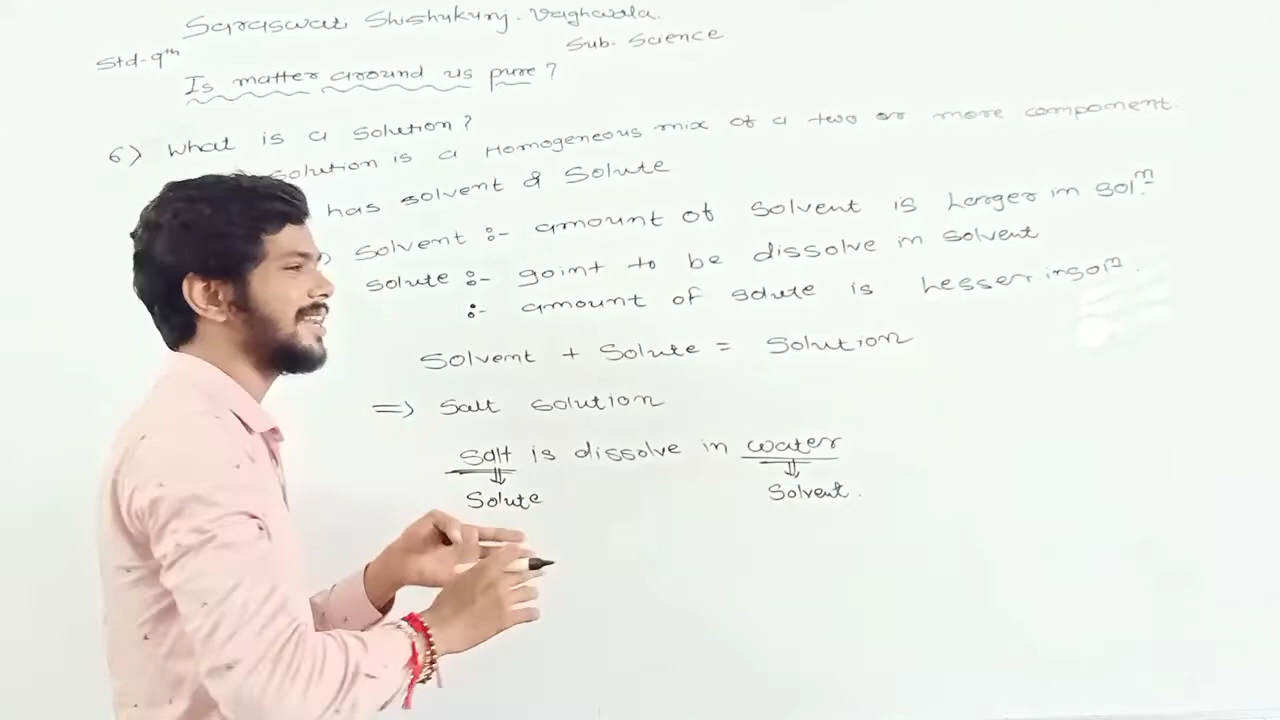 Saraswati Shishukunj. Vaghwala.
Std-9th
Sub. Science
Is matter around us pure ?
6) What is a solution ?
solution is a Homogeneous mix of a two or more component.
has solvent & Solute
Solvent :- amount of solvent is Larger in solⁿ.
Solute :- goint to be dissolve in solvent
:- amount of solute is Lesser in solⁿ.
Solvent + Solute = Solution
=> Salt solution
Salt is dissolve in water
Solute
Solvent.